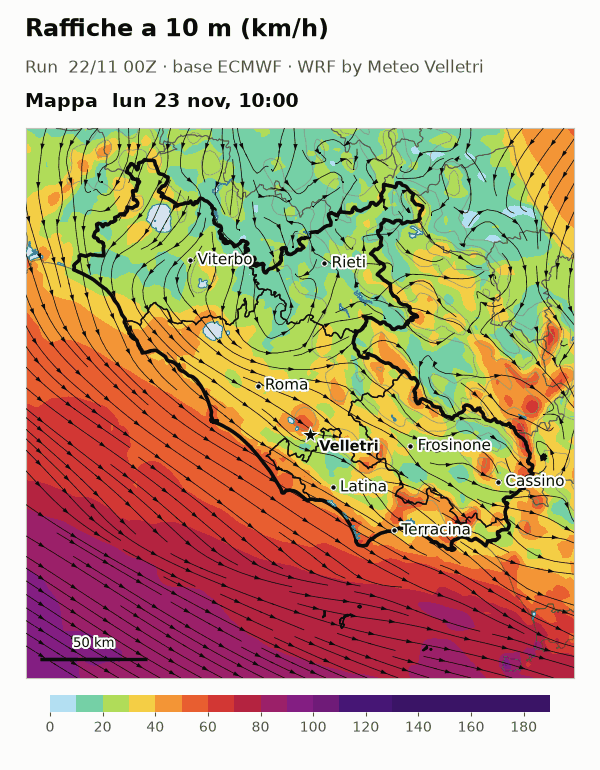 Raffiche a 10 m (km/h)
Run 22/11 00Z · base ECMWF · WRF by Meteo Velletri
Mappa lun 23 nov, 10:00
Viterbo
Rieti
Roma
Velletri
Frosinone
Cassino
Latina
Terracina
50 km
0 20 40 60 80 100 120 140 160 180